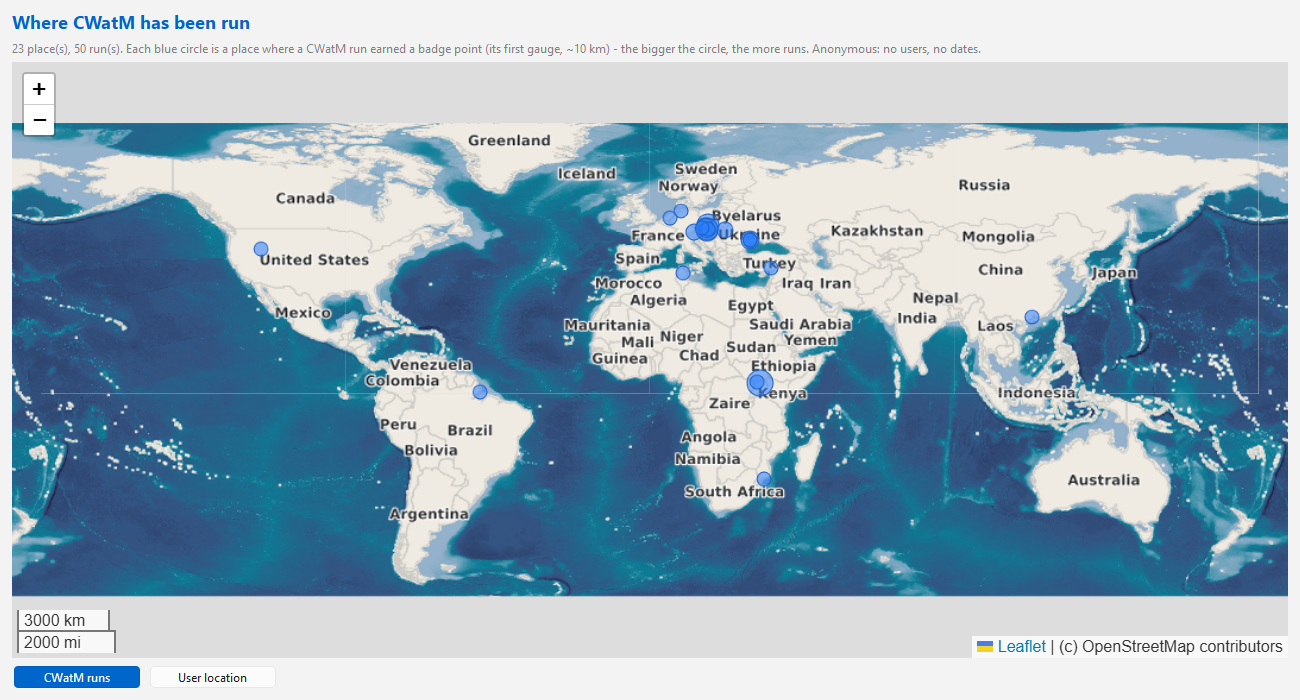 Where CWatM has been run
23 place(s), 50 run(s). Each blue circle is a place where a CWatM run earned a badge point (its first gauge, ~10 km) - the bigger the circle, the more runs. Anonymous: no users, no dates.
+
−
Greenland
Iceland
Sweden
Norway
Russia
Canada
Byelarus
Ukraine
France
Kazakhstan
Mongolia
United States
Spain
Turkey
China
Japan
Morocco
Iraq
Iran
Algeria
Nepal
Egypt
Mexico
India
Mauritania
Saudi Arabia
Laos
Niger
Mali
Yemen
Sudan
Guinea
Chad
Venezuela
Ethiopia
Colombia
Kenya
Indonesia
Zaire
Peru
Brazil
Angola
Bolivia
Namibia
Australia
South Africa
Argentina
3000 km
2000 mi
Leaflet | (c) OpenStreetMap contributors
CWatM runs
User location